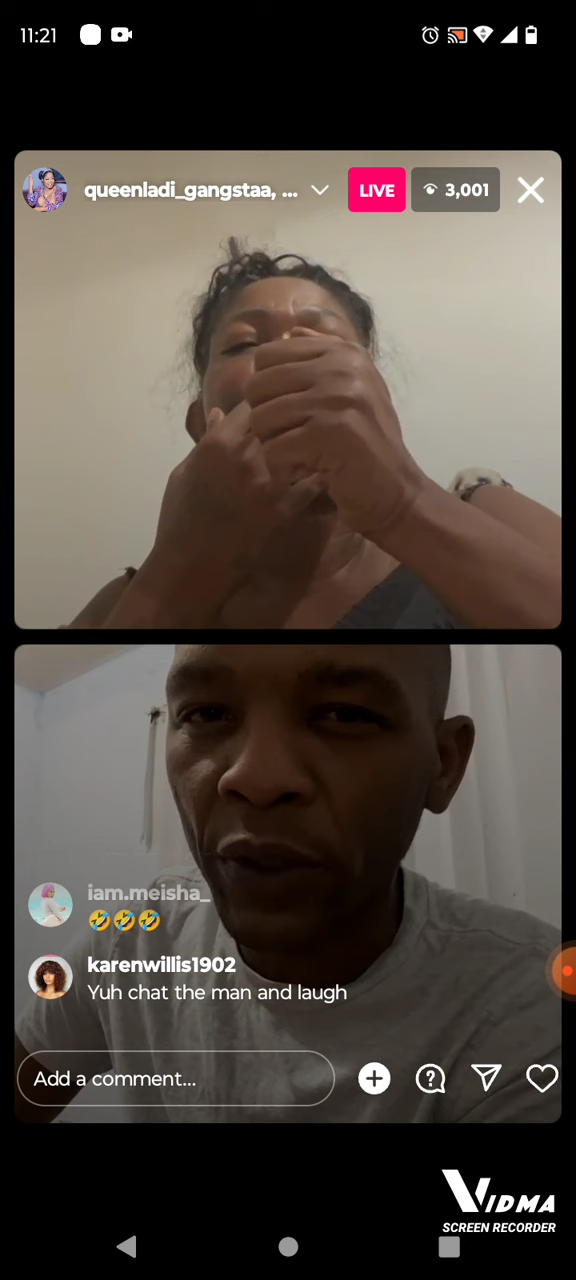 11:21
queenladi_gangstaa, ...
LIVE
3,001
iam.meisha_
🤣🤣🤣
karenwillis1902
Yuh chat the man and laugh
Add a comment...
VIDMA
SCREEN RECORDER